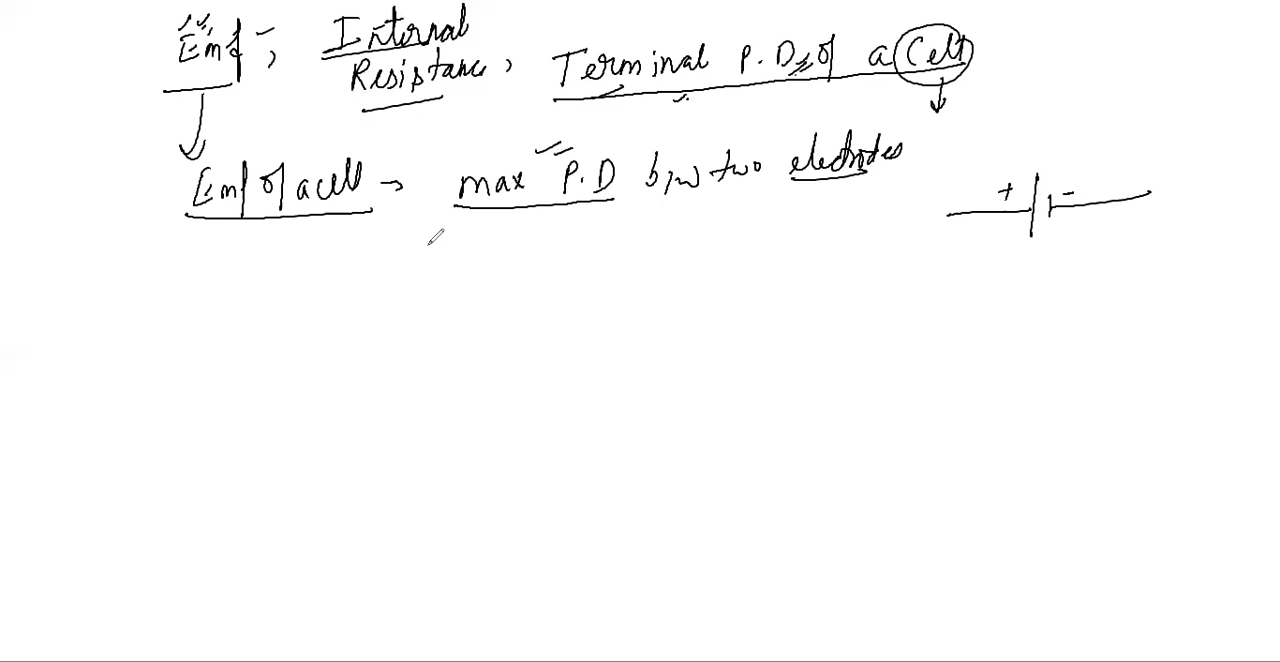 Emf, Internal Resistance, Terminal P.D of a Cell
Emf of a cell → max P.D b/w two electrodes
+ -